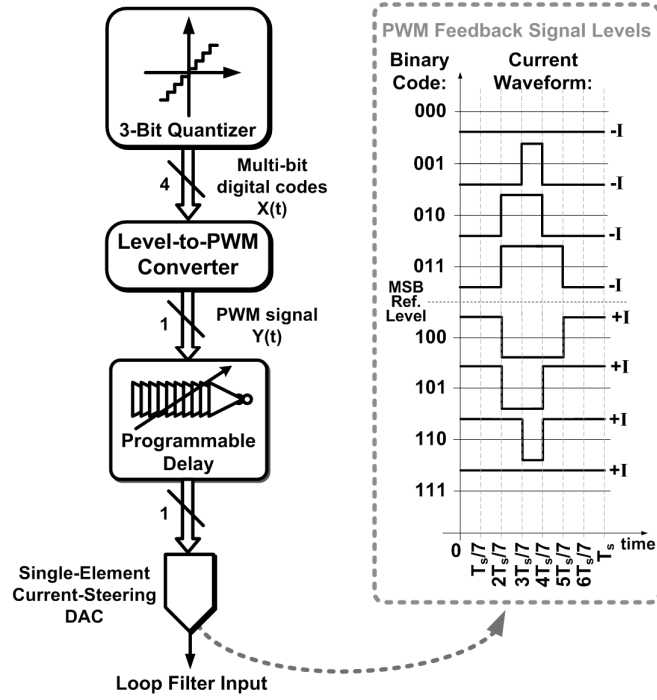 3-Bit Quantizer
4
Multi-bit
digital codes
X(t)
Level-to-PWM
Converter
1
PWM signal
Y(t)
Programmable
Delay
1
Single-Element
Current-Steering
DAC
Loop Filter Input
PWM Feedback Signal Levels
Binary
Code:
Current
Waveform:
000
-I
001
-I
010
-I
011
-I
MSB
Ref.
Level
+I
100
+I
101
+I
110
+I
111
0
Ts/7
2Ts/7
3Ts/7
4Ts/7
5Ts/7
6Ts/7
Ts
time